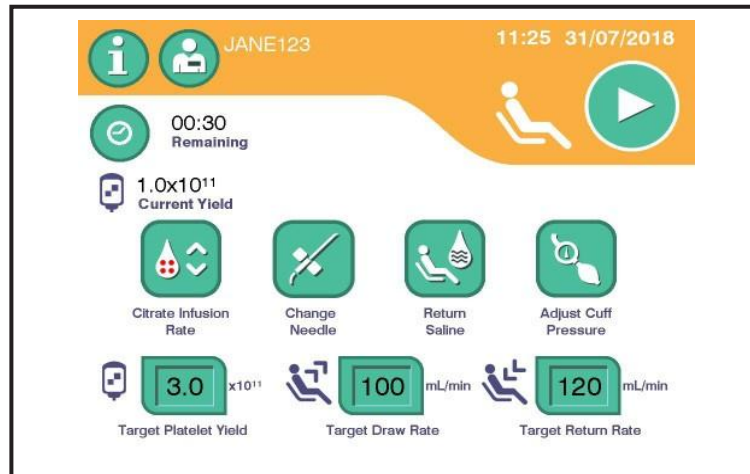 JANE123
11:25 31/07/2018
00:30
Remaining
1.0x10¹¹
Current Yield
Citrate Infusion
Rate
Change
Needle
Return
Saline
Adjust Cuff
Pressure
3.0 x10¹¹
100 mL/min
120 mL/min
Target Platelet Yield
Target Draw Rate
Target Return Rate